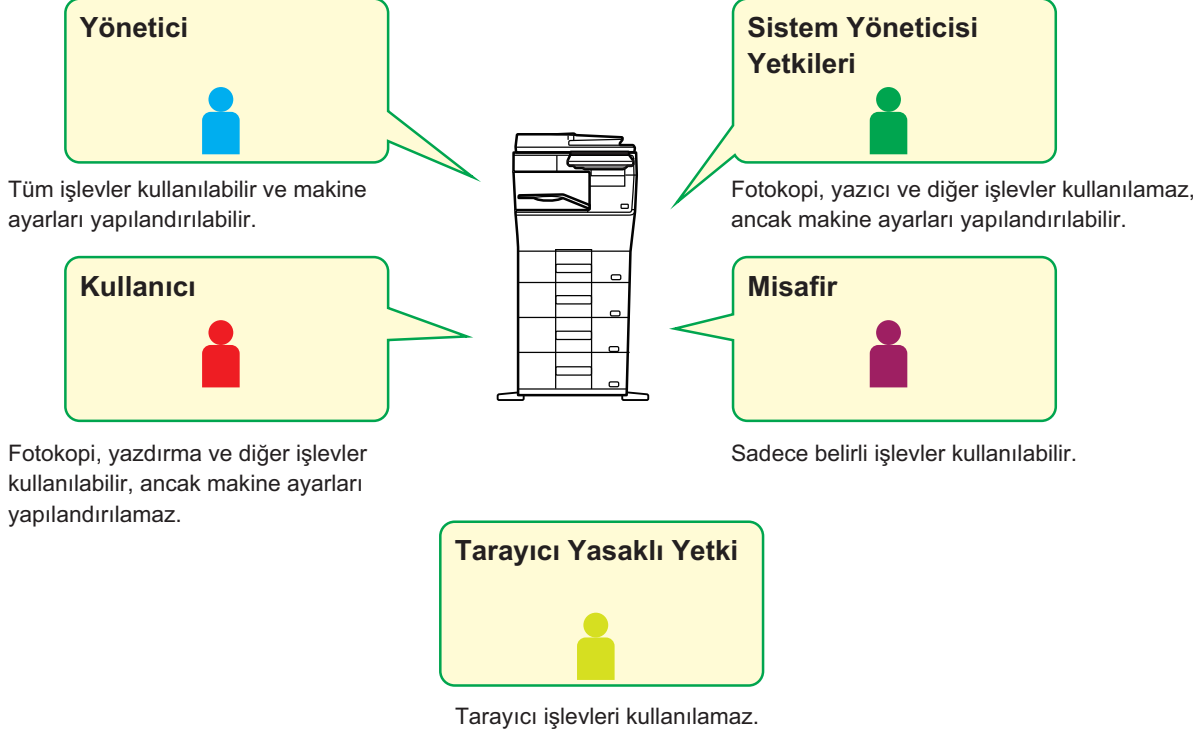 Yönetici
Tüm işlevler kullanılabilir ve makine
ayarları yapılandırılabilir.
Sistem Yöneticisi
Yetkileri
Fotokopi, yazıcı ve diğer işlevler kullanılamaz,
ancak makine ayarları yapılandırılabilir.
Kullanıcı
Fotokopi, yazdırma ve diğer işlevler
kullanılabilir, ancak makine ayarları
yapılandırılamaz.
Misafir
Sadece belirli işlevler kullanılabilir.
Tarayıcı Yasaklı Yetki
Tarayıcı işlevleri kullanılamaz.